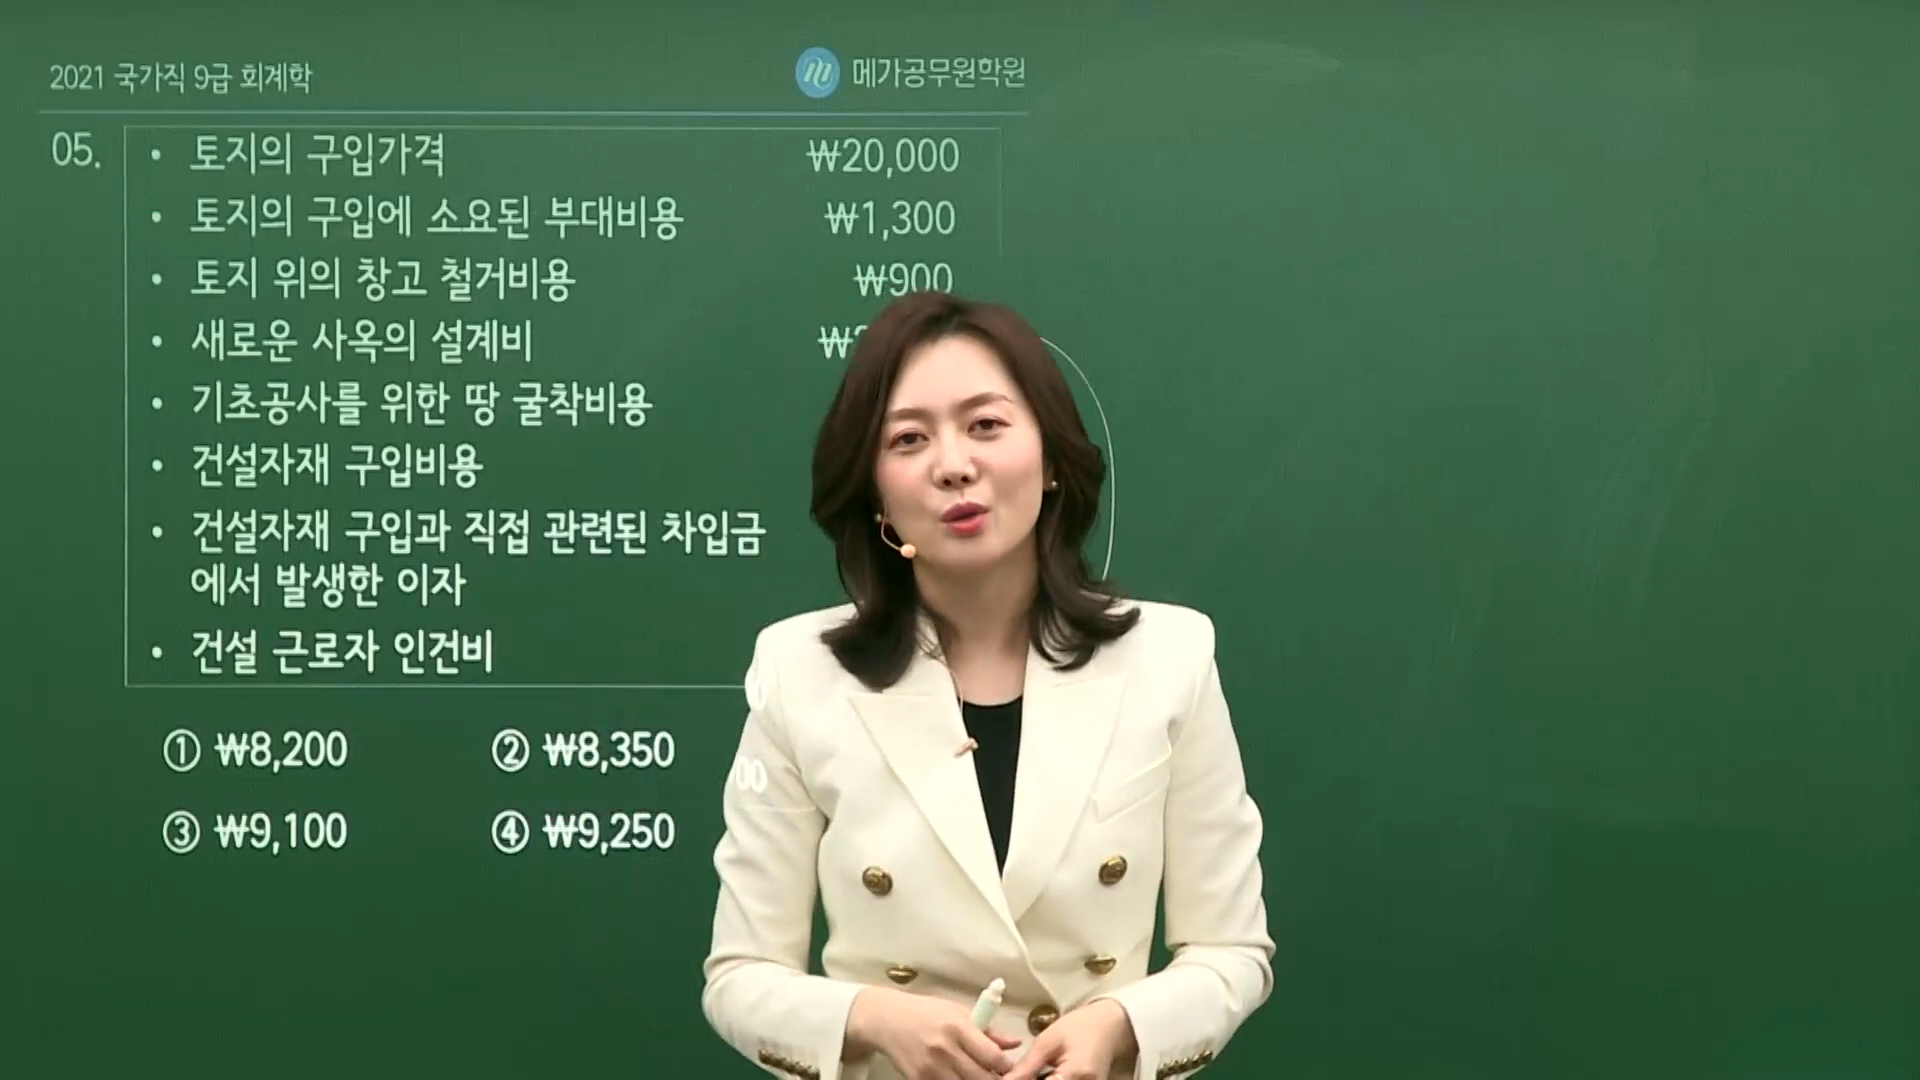 2021 국가직 9급 회계학
메가공무원학원
05.
• 토지의 구입가격 ₩20,000
• 토지의 구입에 소요된 부대비용 ₩1,300
• 토지 위의 창고 철거비용 ₩900
• 새로운 사옥의 설계비
• 기초공사를 위한 땅 굴착비용
• 건설자재 구입비용
• 건설자재 구입과 직접 관련된 차입금
에서 발생한 이자
• 건설 근로자 인건비
① ₩8,200 ② ₩8,350
③ ₩9,100 ④ ₩9,250